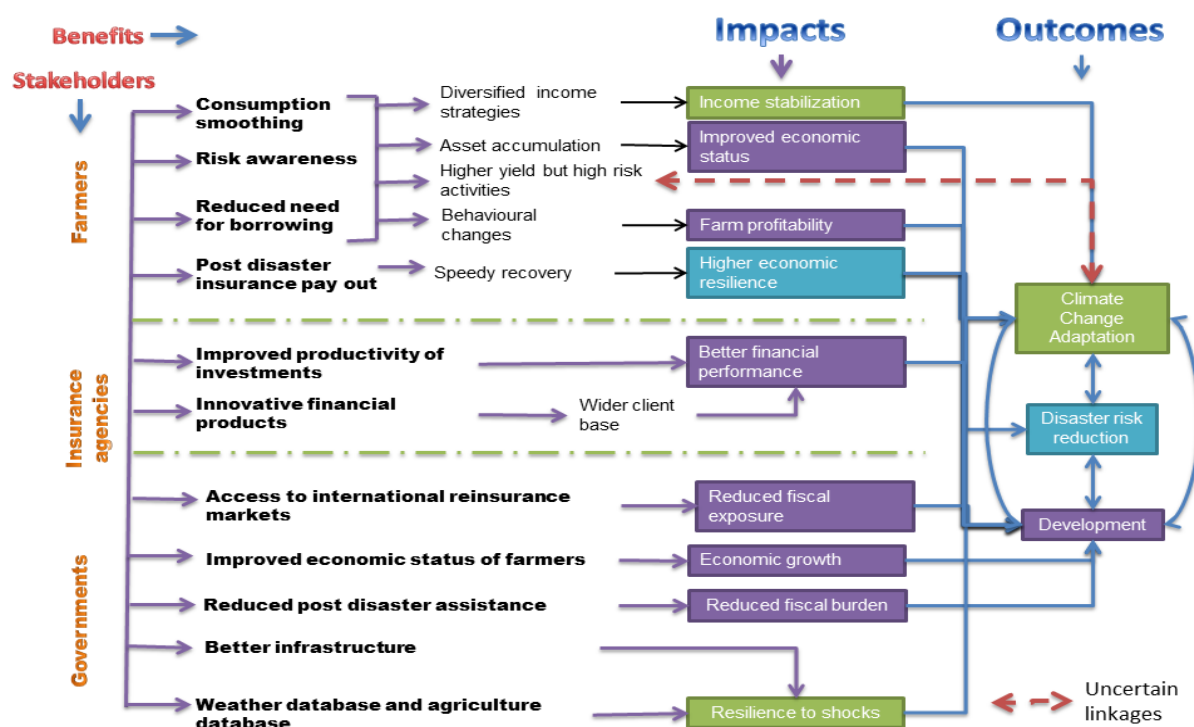 Benefits
Impacts
Outcomes
Stakeholders
Farmers
Consumption
smoothing
Diversified income
strategies
Income stabilization
Risk awareness
Asset accumulation
Improved economic
status
Higher yield but high risk
activities
Reduced need
for borrowing
Behavioural
changes
Farm profitability
Post disaster
insurance pay out
Speedy recovery
Higher economic
resilience
Climate
Change
Adaptation
Insurance
agencies
Improved productivity of
investments
Better financial
performance
Innovative financial
products
Wider client
base
Disaster risk
reduction
Governments
Access to international reinsurance
markets
Reduced fiscal
exposure
Development
Improved economic status of farmers
Economic growth
Reduced post disaster assistance
Reduced fiscal burden
Better infrastructure
Weather database and agriculture
database
Resilience to shocks
Uncertain
linkages